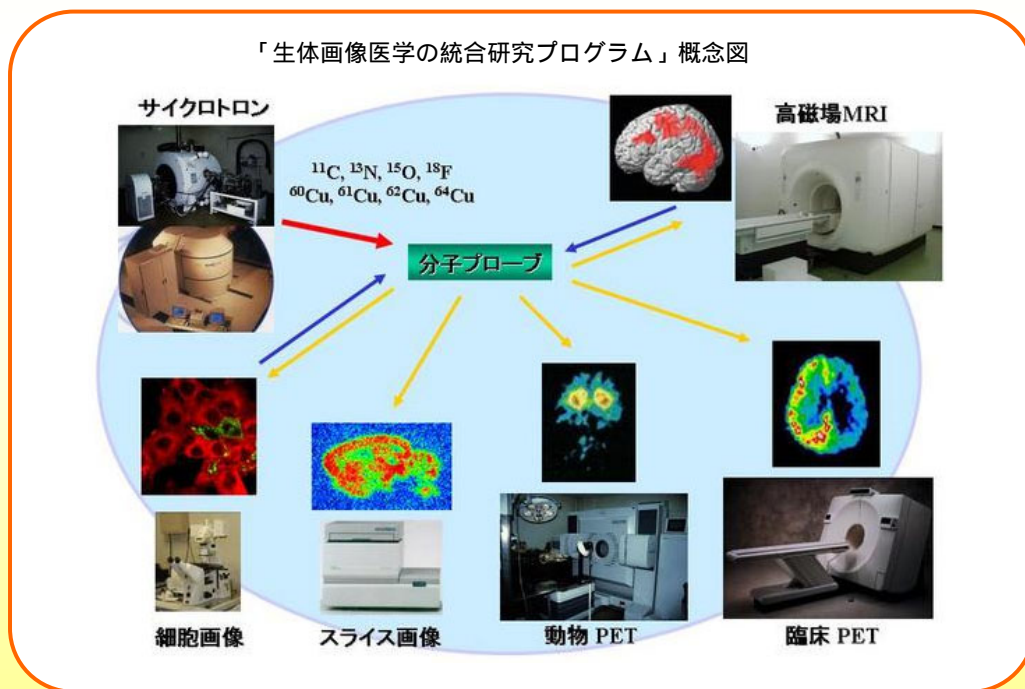 「生体画像医学の統合研究プログラム」概念図
サイクロトロン
高磁場MRI
¹¹C, ¹³N, ¹⁵O, ¹⁸F
⁶⁰Cu, ⁶¹Cu, ⁶²Cu, ⁶⁴Cu
分子プローブ
細胞画像
スライス画像
動物 PET
臨床 PET